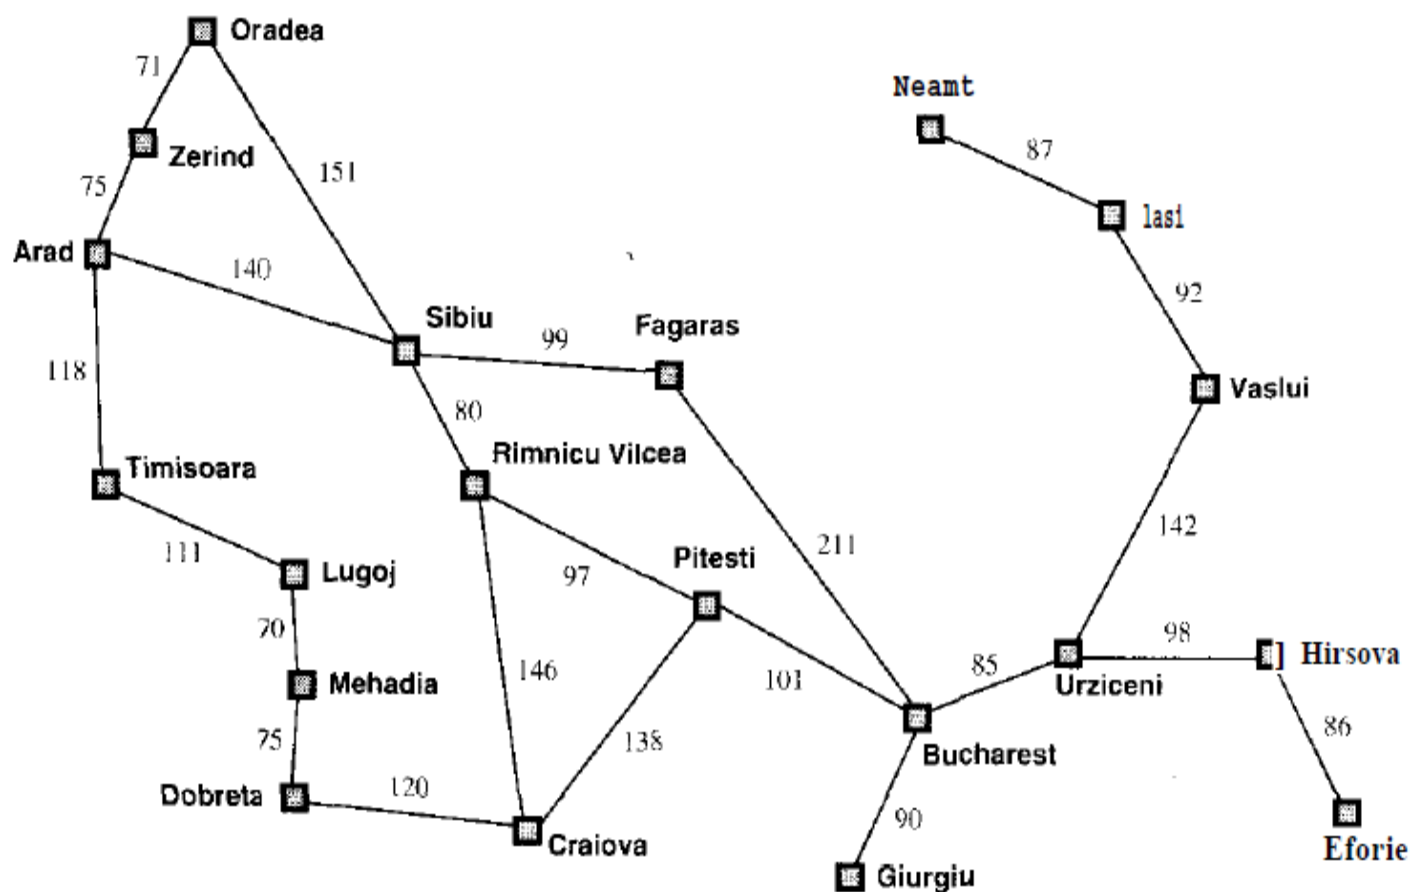 Oradea
71
Neamt
87
Zerind
151
75
Iasi
Arad
140
92
Sibiu
Fagaras
99
118
Vaslui
80
Timisoara
Rimnicu Vilcea
142
211
111
Lugoj
97
Pitesti
70
98
Hirsova
146
101
85
Urziceni
Mehadia
75
138
86
Bucharest
Dobreta
120
90
Craiova
Eforie
Giurgiu